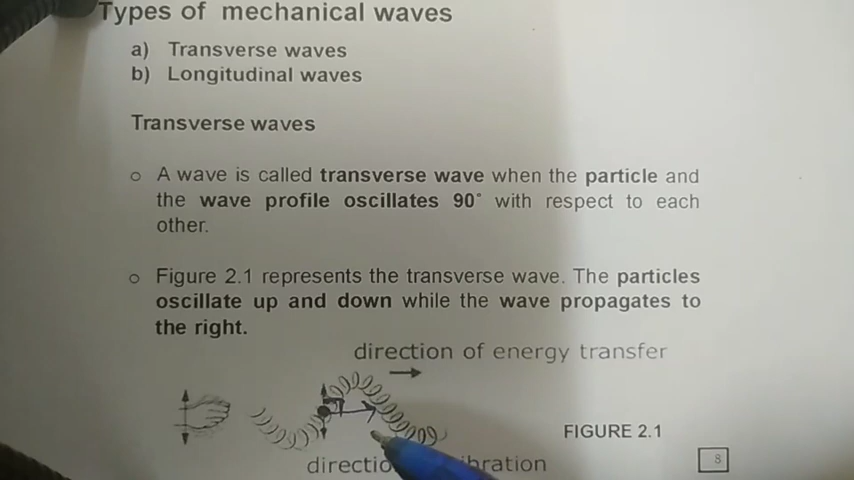 Types of mechanical waves
a) Transverse waves
b) Longitudinal waves
Transverse waves
o A wave is called transverse wave when the particle and
the wave profile oscillates 90° with respect to each
other.
o Figure 2.1 represents the transverse wave. The particles
oscillate up and down while the wave propagates to
the right.
direction of energy transfer
FIGURE 2.1
8